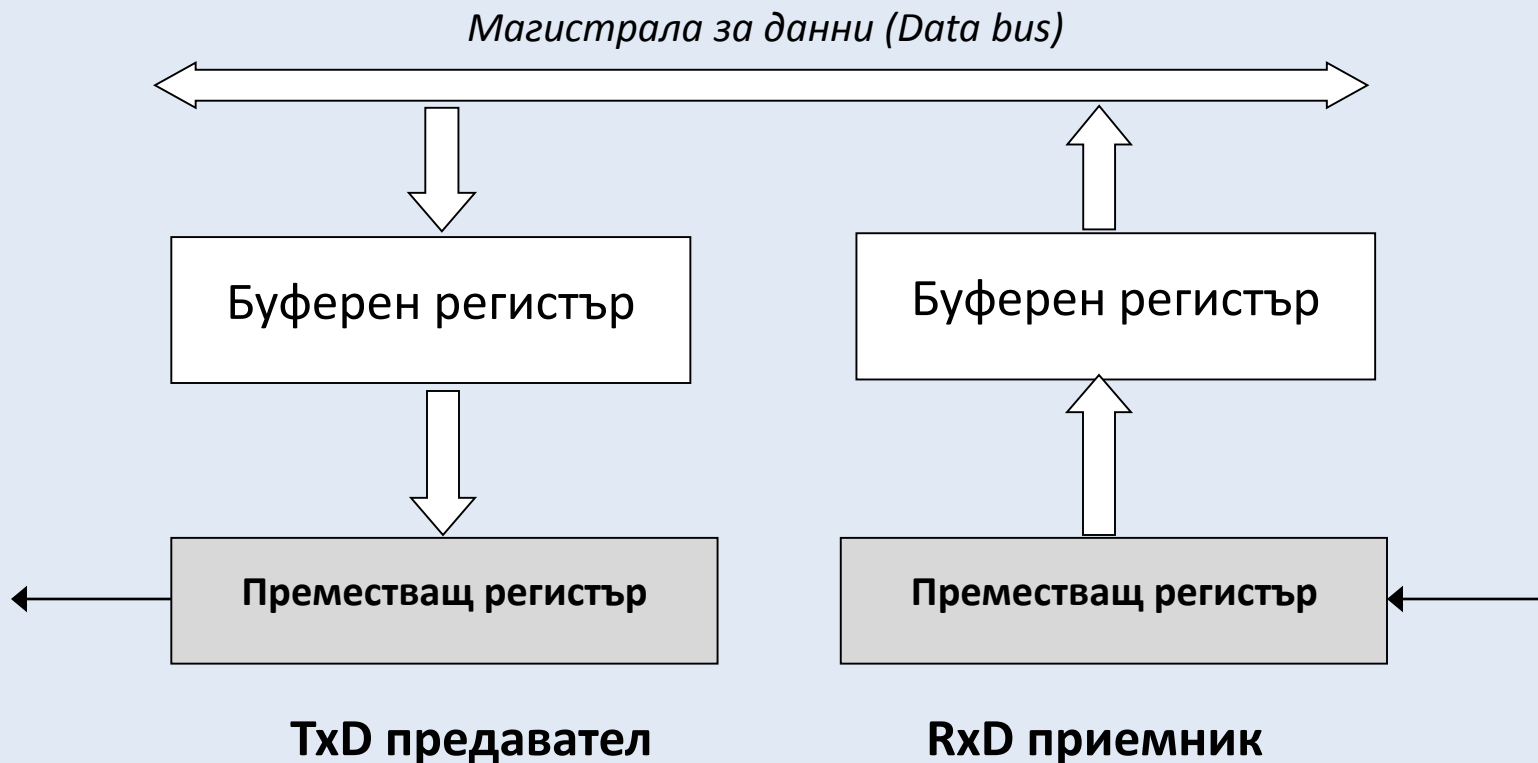 Магистрала за данни (Data bus)
Буферен регистър
Буферен регистър
Преместващ регистър
Преместващ регистър
TxD предавател
RxD приемник